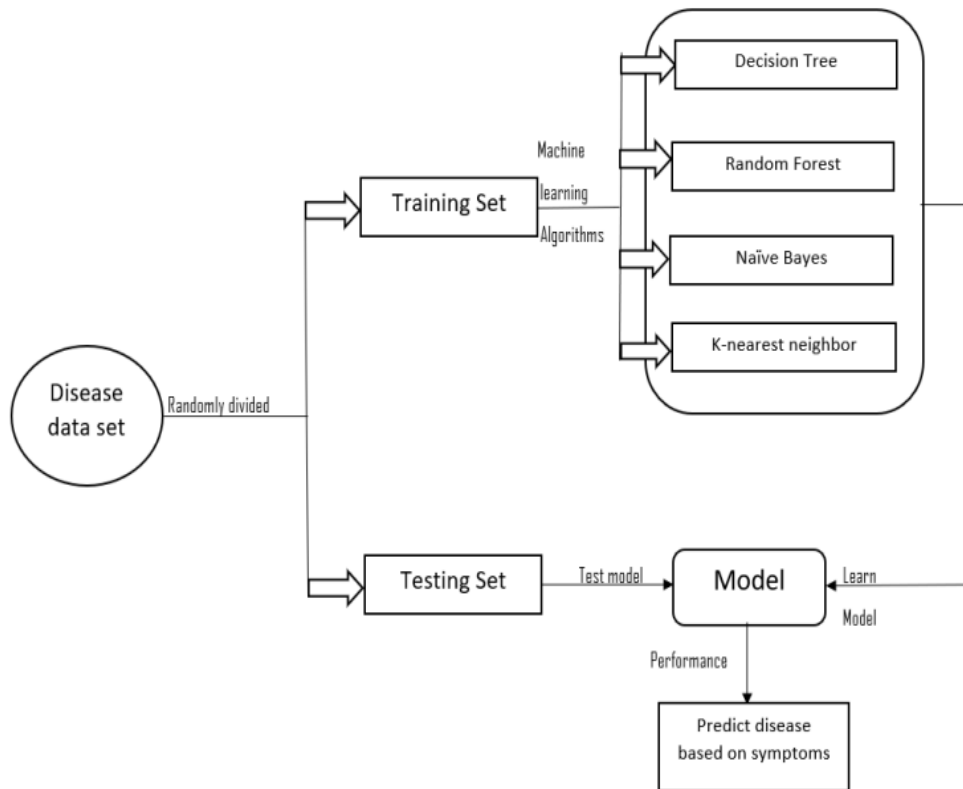 Disease
data set
Randomly divided
Training Set
Machine
learning
Algorithms
Decision Tree
Random Forest
Naïve Bayes
K-nearest neighbor
Testing Set
Test model
Model
Learn
Model
Performance
Predict disease
based on symptoms